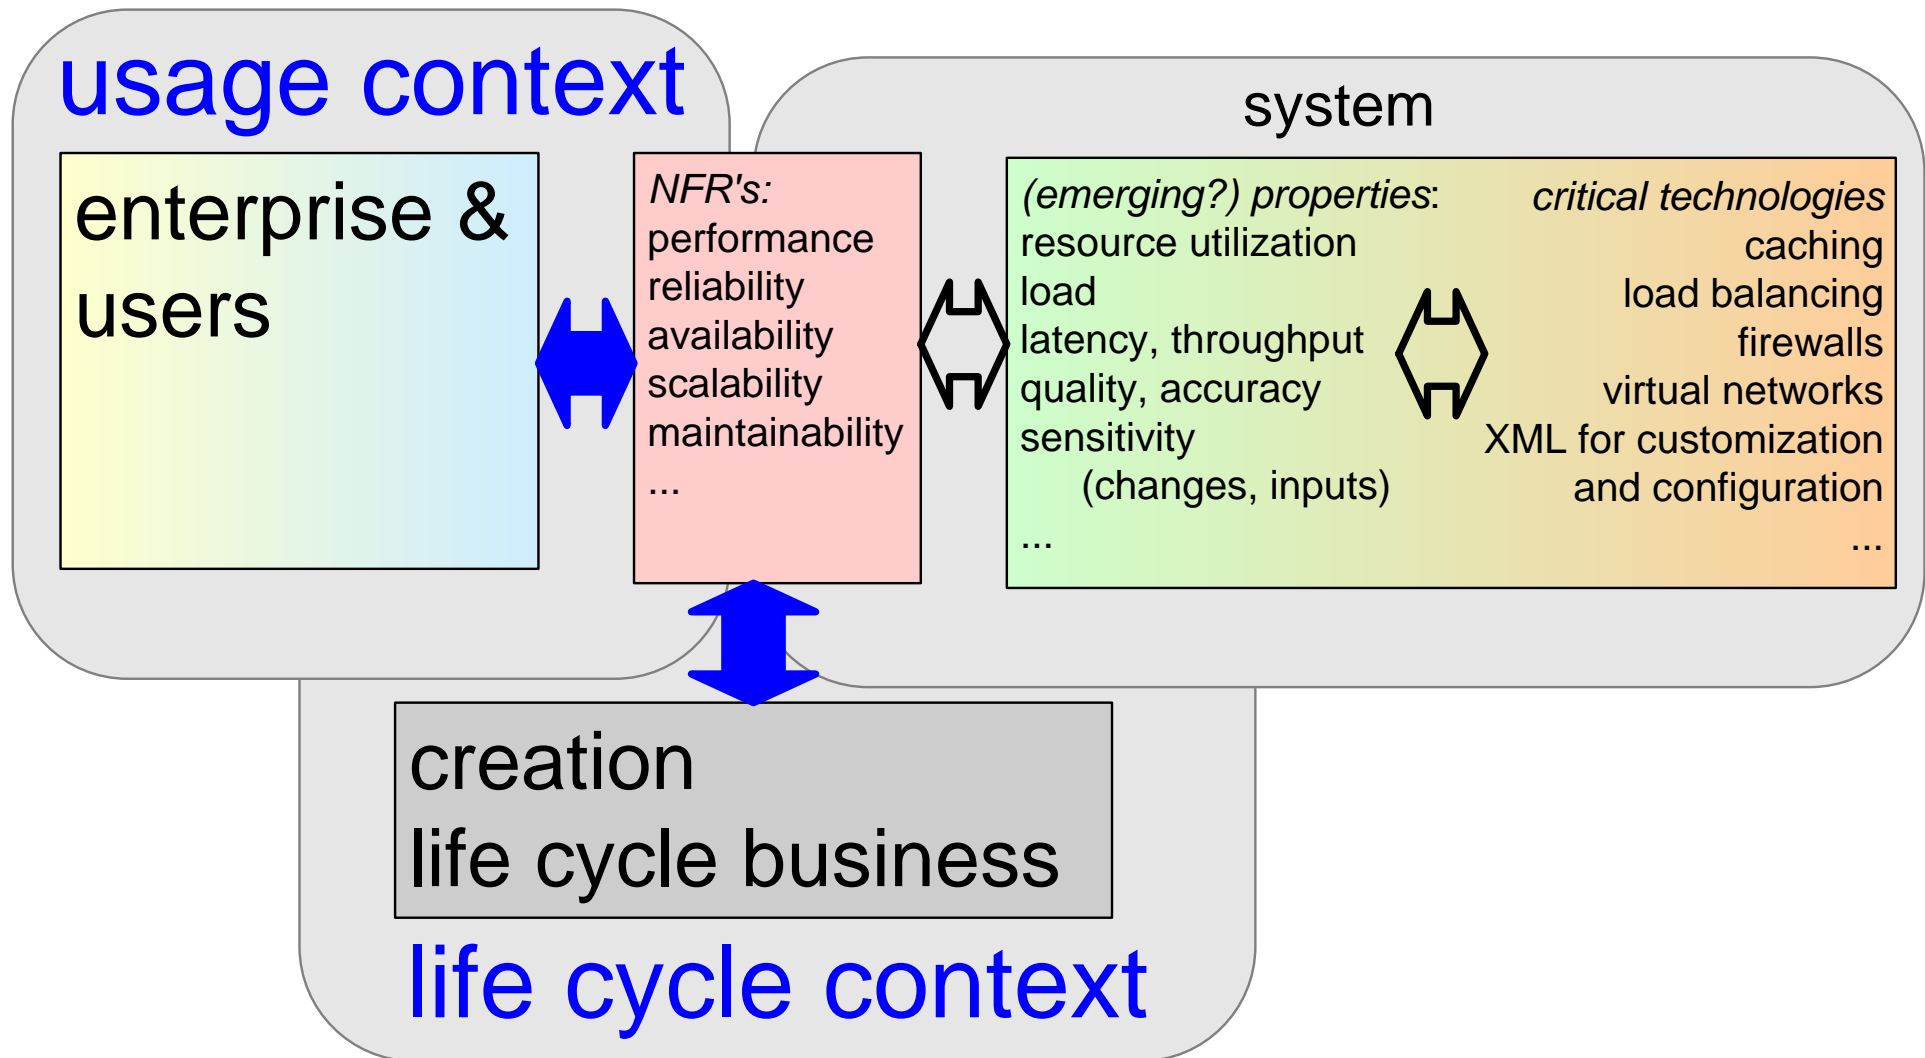 usage context
enterprise &
users
NFR's:
performance
reliability
availability
scalability
maintainability
...
system
(emerging?) properties:
resource utilization
load
latency, throughput
quality, accuracy
sensitivity
(changes, inputs)
...
critical technologies
caching
load balancing
firewalls
virtual networks
XML for customization
and configuration
...
creation
life cycle business
life cycle context